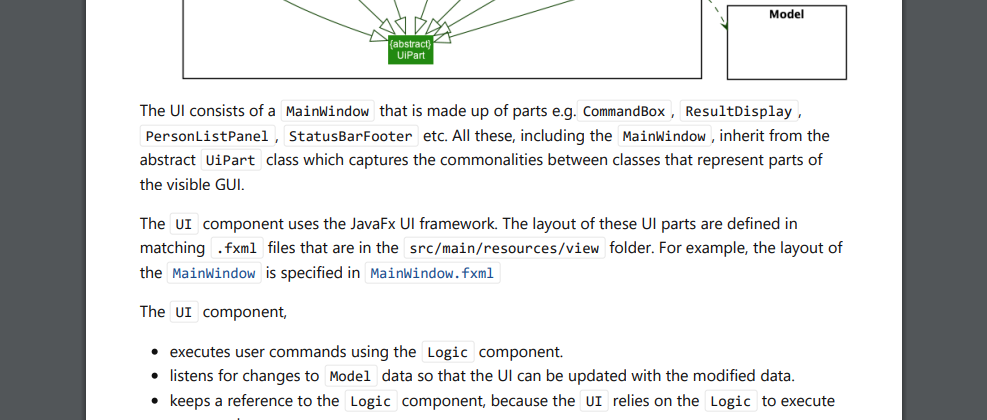 Model
{abstract}
UiPart
The UI consists of a MainWindow that is made up of parts e.g. CommandBox , ResultDisplay ,
PersonListPanel , StatusBarFooter etc. All these, including the MainWindow , inherit from the
abstract UiPart class which captures the commonalities between classes that represent parts of
the visible GUI.
The UI component uses the JavaFx UI framework. The layout of these UI parts are defined in
matching .fxml files that are in the src/main/resources/view folder. For example, the layout of
the MainWindow is specified in MainWindow.fxml
The UI component,
• executes user commands using the Logic component.
• listens for changes to Model data so that the UI can be updated with the modified data.
• keeps a reference to the Logic component, because the UI relies on the Logic to execute